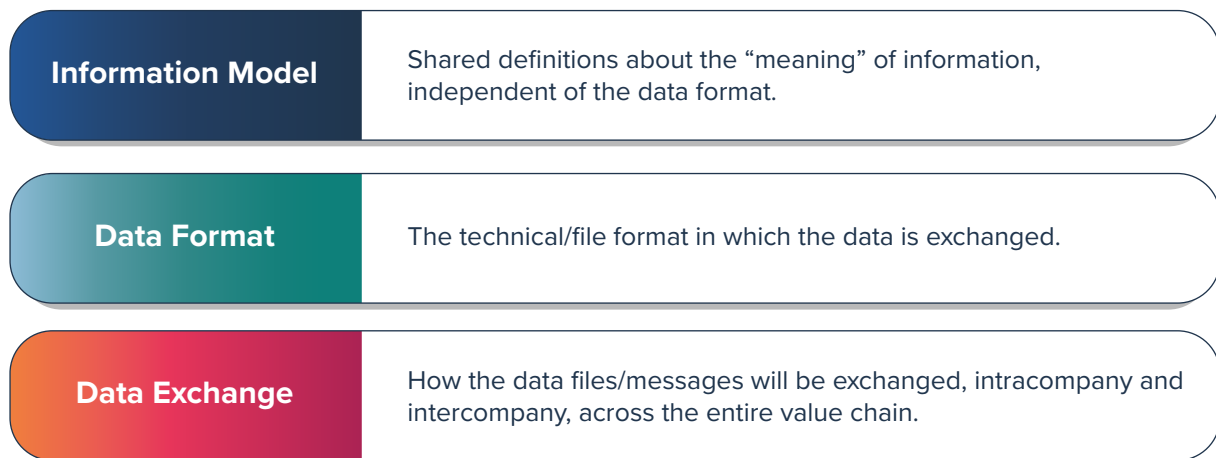 Information Model
Shared definitions about the “meaning” of information,
independent of the data format.
Data Format
The technical/file format in which the data is exchanged.
Data Exchange
How the data files/messages will be exchanged, intracompany and
intercompany, across the entire value chain.